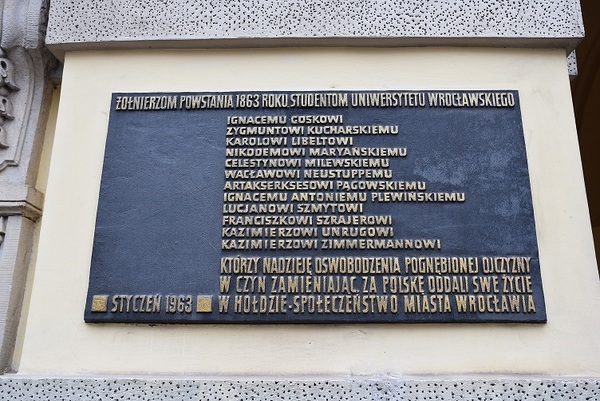 ŻOŁNIERZOM POWSTANIA 1863 ROKU STUDENTOM UNIWERSYTETU WROCŁAWSKIEGO
IGNACEMU GOSKOWI
ZYGMUNTOWI KUCHARSKIEMU
KAROLOWI LIBELTOWI
NIKODEMOWI MARYAŃSKIEMU
CELESTYNOWI MILEWSKIEMU
WACŁAWOWI NEUSTUPPEMU
ARTAKSERKSESOWI PĄGOWSKIEMU
IGNACEMU ANTONIEMU PLEWIŃSKIEMU
LUCJANOWI SZMYTOWI
FRANCISZKOWI SZRAJEROWI
KAZIMIERZOWI UNRUGOWI
KAZIMIERZOWI ZIMMERMANNOWI
KTÓRZY NADZIEJĘ OSWOBODZENIA POGNĘBIONEJ OJCZYZNY
W CZYN ZAMIENIAJĄC, ZA POLSKĘ ODDALI SWE ŻYCIE
W HOŁDZIE-SPOŁECZEŃSTWO MIASTA WROCŁAWIA
STYCZEŃ 1963